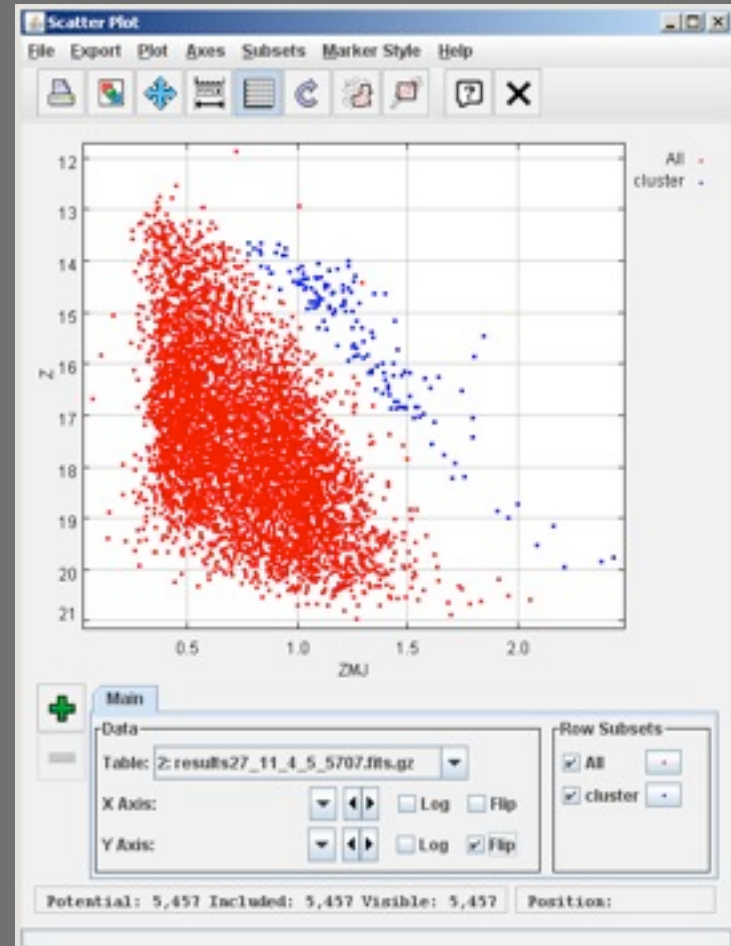 Scatter Plot
File Export Plot Axes Subsets Marker Style Help
12
13
14
15
16
17
18
19
20
21
Z
0.5 1.0 1.5 2.0
ZMJ
All
cluster
Main
Data
Table: 2: results27_11_4_5_5707.fits.gz
X Axis: Log Flip
Y Axis: Log Flip
Row Subsets
All
cluster
Potential: 5,457 Included: 5,457 Visible: 5,457 Position: